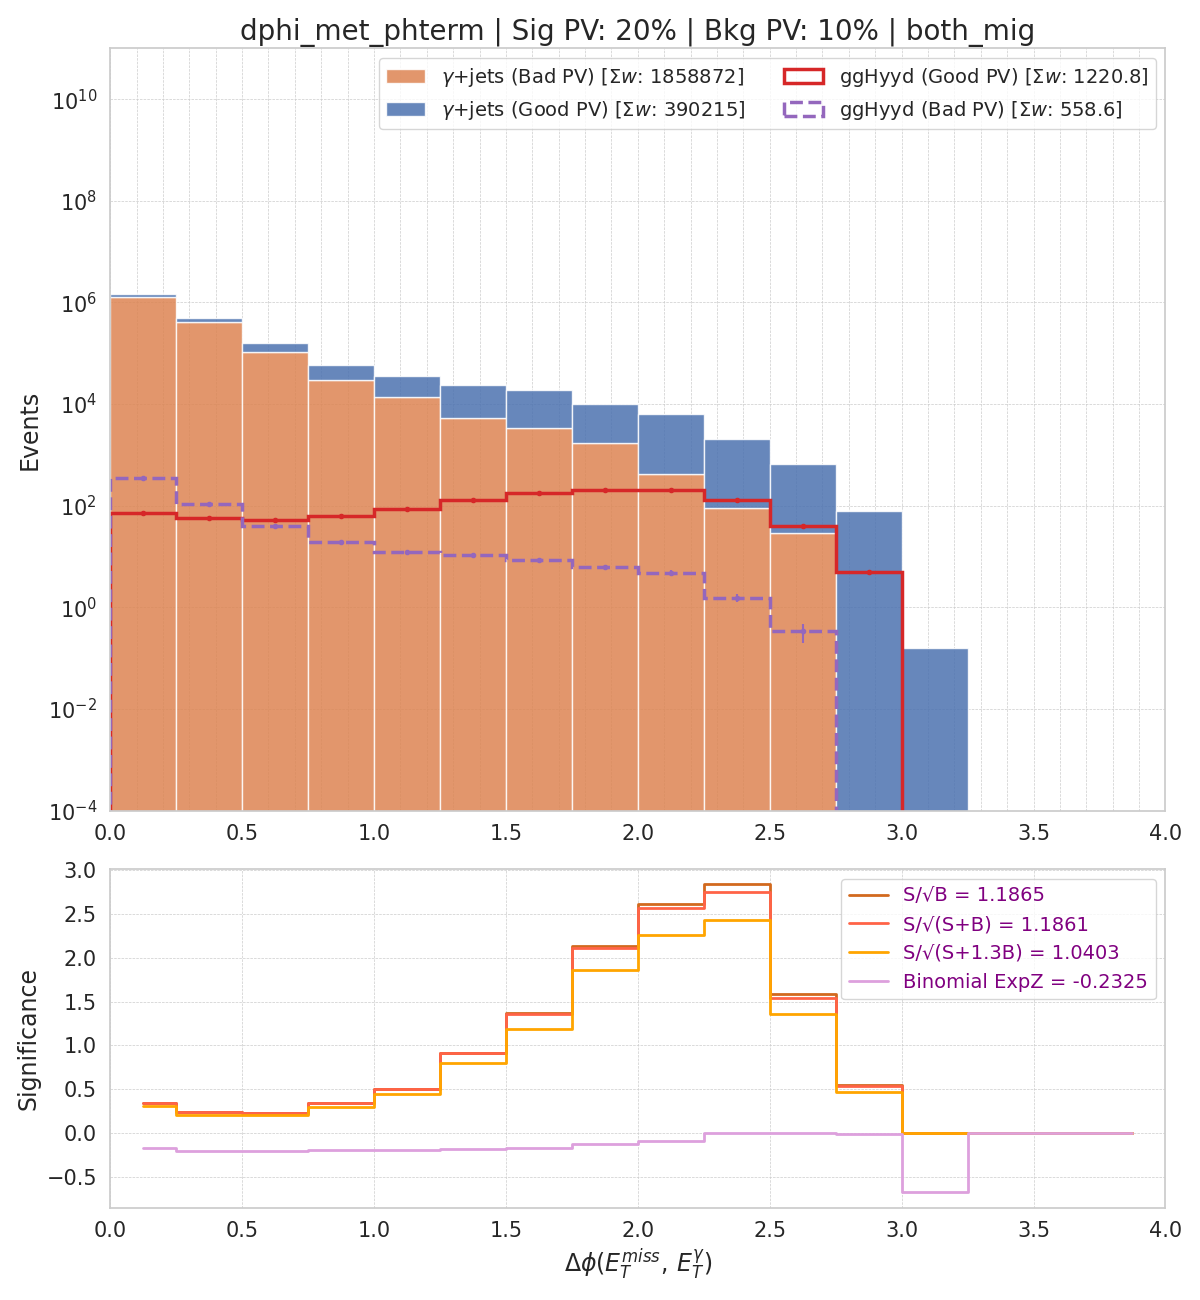 dphi_met_phterm | Sig PV: 20% | Bkg PV: 10% | both_mig
γ+jets (Bad PV) [Σw: 1858872]
γ+jets (Good PV) [Σw: 390215]
ggHyyd (Good PV) [Σw: 1220.8]
ggHyyd (Bad PV) [Σw: 558.6]
Events
10^10
10^8
10^6
10^4
10^2
10^0
10^−2
10^−4
0.0 0.5 1.0 1.5 2.0 2.5 3.0 3.5 4.0
Significance
3.0
2.5
2.0
1.5
1.0
0.5
0.0
−0.5
S/√B = 1.1865
S/√(S+B) = 1.1861
S/√(S+1.3B) = 1.0403
Binomial ExpZ = -0.2325
0.0 0.5 1.0 1.5 2.0 2.5 3.0 3.5 4.0
Δϕ(E_T^miss, E_T^γ)